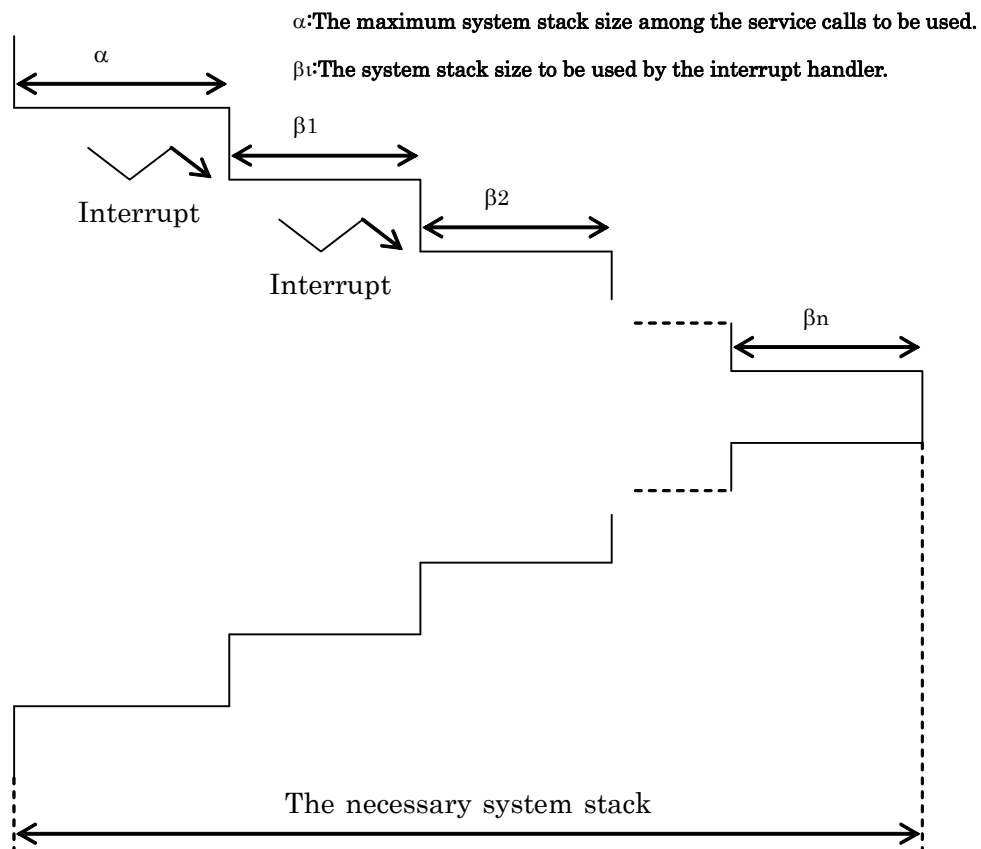 α:The maximum system stack size among the service calls to be used.
α
βι:The system stack size to be used by the interrupt handler.
β1
Interrupt
β2
Interrupt
βn
The necessary system stack